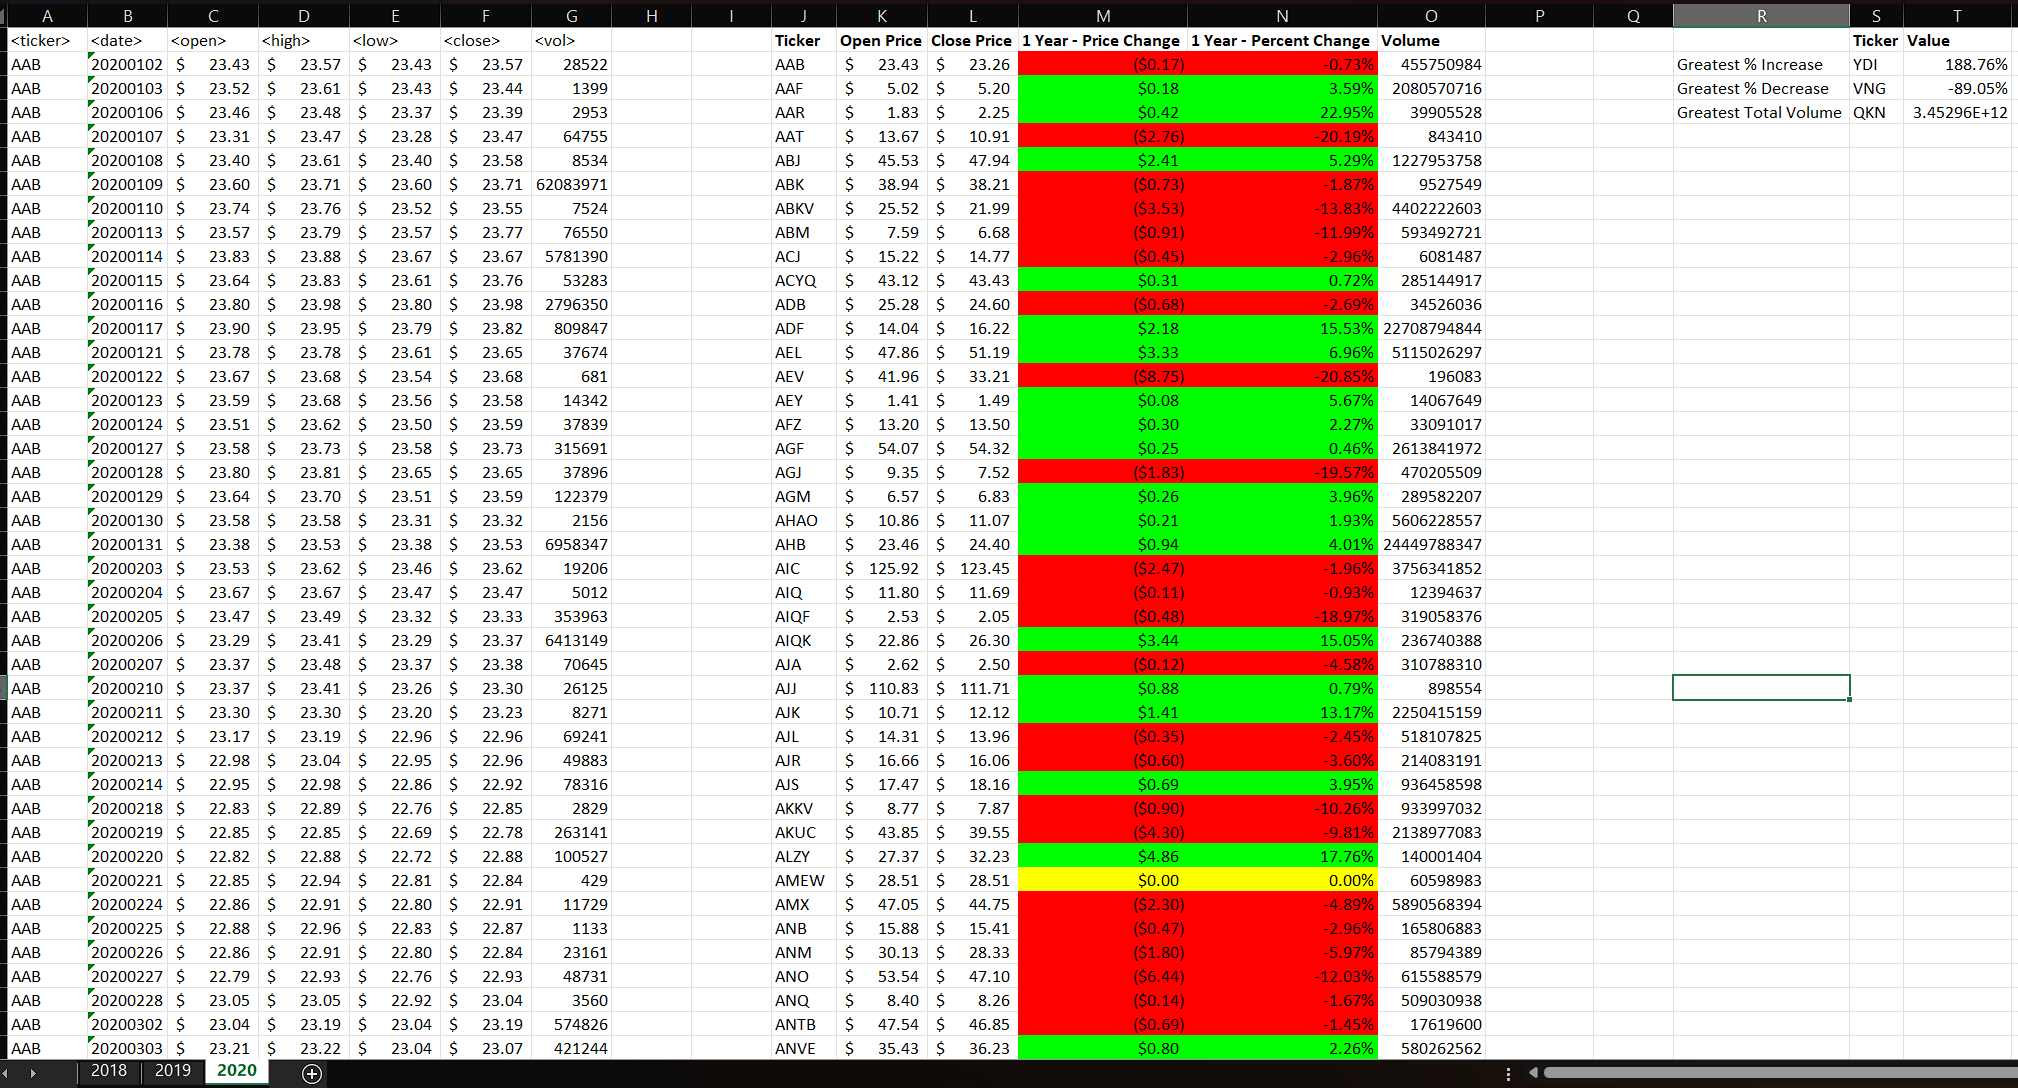 A B C D E F G H I J K L M N O P Q R S T
<ticker> <date> <open> <high> <low> <close> <vol> Ticker Open Price Close Price 1 Year - Price Change 1 Year - Percent Change Volume Ticker Value
AAB 20200102 $ 23.43 $ 23.57 $ 23.43 $ 23.57 28522 AAB $ 23.43 $ 23.26 ($0.17) -0.73% 455750984 Greatest % Increase YDI 188.76%
AAB 20200103 $ 23.52 $ 23.61 $ 23.43 $ 23.44 1399 AAF $ 5.02 $ 5.20 $0.18 3.59% 2080570716 Greatest % Decrease VNG -89.05%
AAB 20200106 $ 23.46 $ 23.48 $ 23.37 $ 23.39 2953 AAR $ 1.83 $ 2.25 $0.42 22.95% 39905528 Greatest Total Volume QKN 3.45296E+12
AAB 20200107 $ 23.31 $ 23.47 $ 23.28 $ 23.47 64755 AAT $ 13.67 $ 10.91 ($2.76) -20.19% 843410
AAB 20200108 $ 23.40 $ 23.61 $ 23.40 $ 23.58 8534 ABJ $ 45.53 $ 47.94 $2.41 5.29% 1227953758
AAB 20200109 $ 23.60 $ 23.71 $ 23.60 $ 23.71 62083971 ABK $ 38.94 $ 38.21 ($0.73) -1.87% 9527549
AAB 20200110 $ 23.74 $ 23.76 $ 23.52 $ 23.55 7524 ABKV $ 25.52 $ 21.99 ($3.53) -13.83% 4402222603
AAB 20200113 $ 23.57 $ 23.79 $ 23.57 $ 23.77 76550 ABM $ 7.59 $ 6.68 ($0.91) -11.99% 593492721
AAB 20200114 $ 23.83 $ 23.88 $ 23.67 $ 23.67 5781390 ACJ $ 15.22 $ 14.77 ($0.45) -2.96% 6081487
AAB 20200115 $ 23.64 $ 23.83 $ 23.61 $ 23.76 53283 ACYQ $ 43.12 $ 43.43 $0.31 0.72% 285144917
AAB 20200116 $ 23.80 $ 23.98 $ 23.80 $ 23.98 2796350 ADB $ 25.28 $ 24.60 ($0.68) -2.69% 34526036
AAB 20200117 $ 23.90 $ 23.95 $ 23.79 $ 23.82 809847 ADF $ 14.04 $ 16.22 $2.18 15.53% 22708794844
AAB 20200121 $ 23.78 $ 23.78 $ 23.61 $ 23.65 37674 AEL $ 47.86 $ 51.19 $3.33 6.96% 5115026297
AAB 20200122 $ 23.67 $ 23.68 $ 23.54 $ 23.68 681 AEV $ 41.96 $ 33.21 ($8.75) -20.85% 196083
AAB 20200123 $ 23.59 $ 23.68 $ 23.56 $ 23.58 14342 AEY $ 1.41 $ 1.49 $0.08 5.67% 14067649
AAB 20200124 $ 23.51 $ 23.62 $ 23.50 $ 23.59 37839 AFZ $ 13.20 $ 13.50 $0.30 2.27% 33091017
AAB 20200127 $ 23.58 $ 23.73 $ 23.58 $ 23.73 315691 AGF $ 54.07 $ 54.32 $0.25 0.46% 2613841972
AAB 20200128 $ 23.80 $ 23.81 $ 23.65 $ 23.65 37896 AGJ $ 9.35 $ 7.52 ($1.83) -19.57% 470205509
AAB 20200129 $ 23.64 $ 23.70 $ 23.51 $ 23.59 122379 AGM $ 6.57 $ 6.83 $0.26 3.96% 289582207
AAB 20200130 $ 23.58 $ 23.58 $ 23.31 $ 23.32 2156 AHAO $ 10.86 $ 11.07 $0.21 1.93% 5606228557
AAB 20200131 $ 23.38 $ 23.53 $ 23.38 $ 23.53 6958347 AHB $ 23.46 $ 24.40 $0.94 4.01% 24449788347
AAB 20200203 $ 23.53 $ 23.62 $ 23.46 $ 23.62 19206 AIC $ 125.92 $ 123.45 ($2.47) -1.96% 3756341852
AAB 20200204 $ 23.67 $ 23.67 $ 23.47 $ 23.47 5012 AIQ $ 11.80 $ 11.69 ($0.11) -0.93% 12394637
AAB 20200205 $ 23.47 $ 23.49 $ 23.32 $ 23.33 353963 AIQF $ 2.53 $ 2.05 ($0.48) -18.97% 319058376
AAB 20200206 $ 23.29 $ 23.41 $ 23.29 $ 23.37 6413149 AIQK $ 22.86 $ 26.30 $3.44 15.05% 236740388
AAB 20200207 $ 23.37 $ 23.48 $ 23.37 $ 23.38 70645 AJA $ 2.62 $ 2.50 ($0.12) -4.58% 310788310
AAB 20200210 $ 23.37 $ 23.41 $ 23.26 $ 23.30 26125 AJJ $ 110.83 $ 111.71 $0.88 0.79% 898554
AAB 20200211 $ 23.30 $ 23.30 $ 23.20 $ 23.23 8271 AJK $ 10.71 $ 12.12 $1.41 13.17% 2250415159
AAB 20200212 $ 23.17 $ 23.19 $ 22.96 $ 22.96 69241 AJL $ 14.31 $ 13.96 ($0.35) -2.45% 518107825
AAB 20200213 $ 22.98 $ 23.04 $ 22.95 $ 22.96 49883 AJR $ 16.66 $ 16.06 ($0.60) -3.60% 214083191
AAB 20200214 $ 22.95 $ 22.98 $ 22.86 $ 22.92 78316 AJS $ 17.47 $ 18.16 $0.69 3.95% 936458598
AAB 20200218 $ 22.83 $ 22.89 $ 22.76 $ 22.85 2829 AKKV $ 8.77 $ 7.87 ($0.90) -10.26% 933997032
AAB 20200219 $ 22.85 $ 22.85 $ 22.69 $ 22.78 263141 AKUC $ 43.85 $ 39.55 ($4.30) -9.81% 2138977083
AAB 20200220 $ 22.82 $ 22.88 $ 22.72 $ 22.88 100527 ALZY $ 27.37 $ 32.23 $4.86 17.76% 140001404
AAB 20200221 $ 22.85 $ 22.94 $ 22.81 $ 22.84 429 AMEW $ 28.51 $ 28.51 $0.00 0.00% 60598983
AAB 20200224 $ 22.86 $ 22.91 $ 22.80 $ 22.91 11729 AMX $ 47.05 $ 44.75 ($2.30) -4.89% 5890568394
AAB 20200225 $ 22.88 $ 22.96 $ 22.83 $ 22.87 1133 ANB $ 15.88 $ 15.41 ($0.47) -2.96% 165806883
AAB 20200226 $ 22.86 $ 22.91 $ 22.80 $ 22.84 23161 ANM $ 30.13 $ 28.33 ($1.80) -5.97% 85794389
AAB 20200227 $ 22.79 $ 22.93 $ 22.76 $ 22.93 48731 ANO $ 53.54 $ 47.10 ($6.44) -12.03% 615588579
AAB 20200228 $ 23.05 $ 23.05 $ 22.92 $ 23.04 3560 ANQ $ 8.40 $ 8.26 ($0.14) -1.67% 509030938
AAB 20200302 $ 23.04 $ 23.19 $ 23.04 $ 23.19 574826 ANTB $ 47.54 $ 46.85 ($0.69) -1.45% 17619600
AAB 20200303 $ 23.21 $ 23.22 $ 23.04 $ 23.07 421244 ANVE $ 35.43 $ 36.23 $0.80 2.26% 580262562
2018 2019 2020